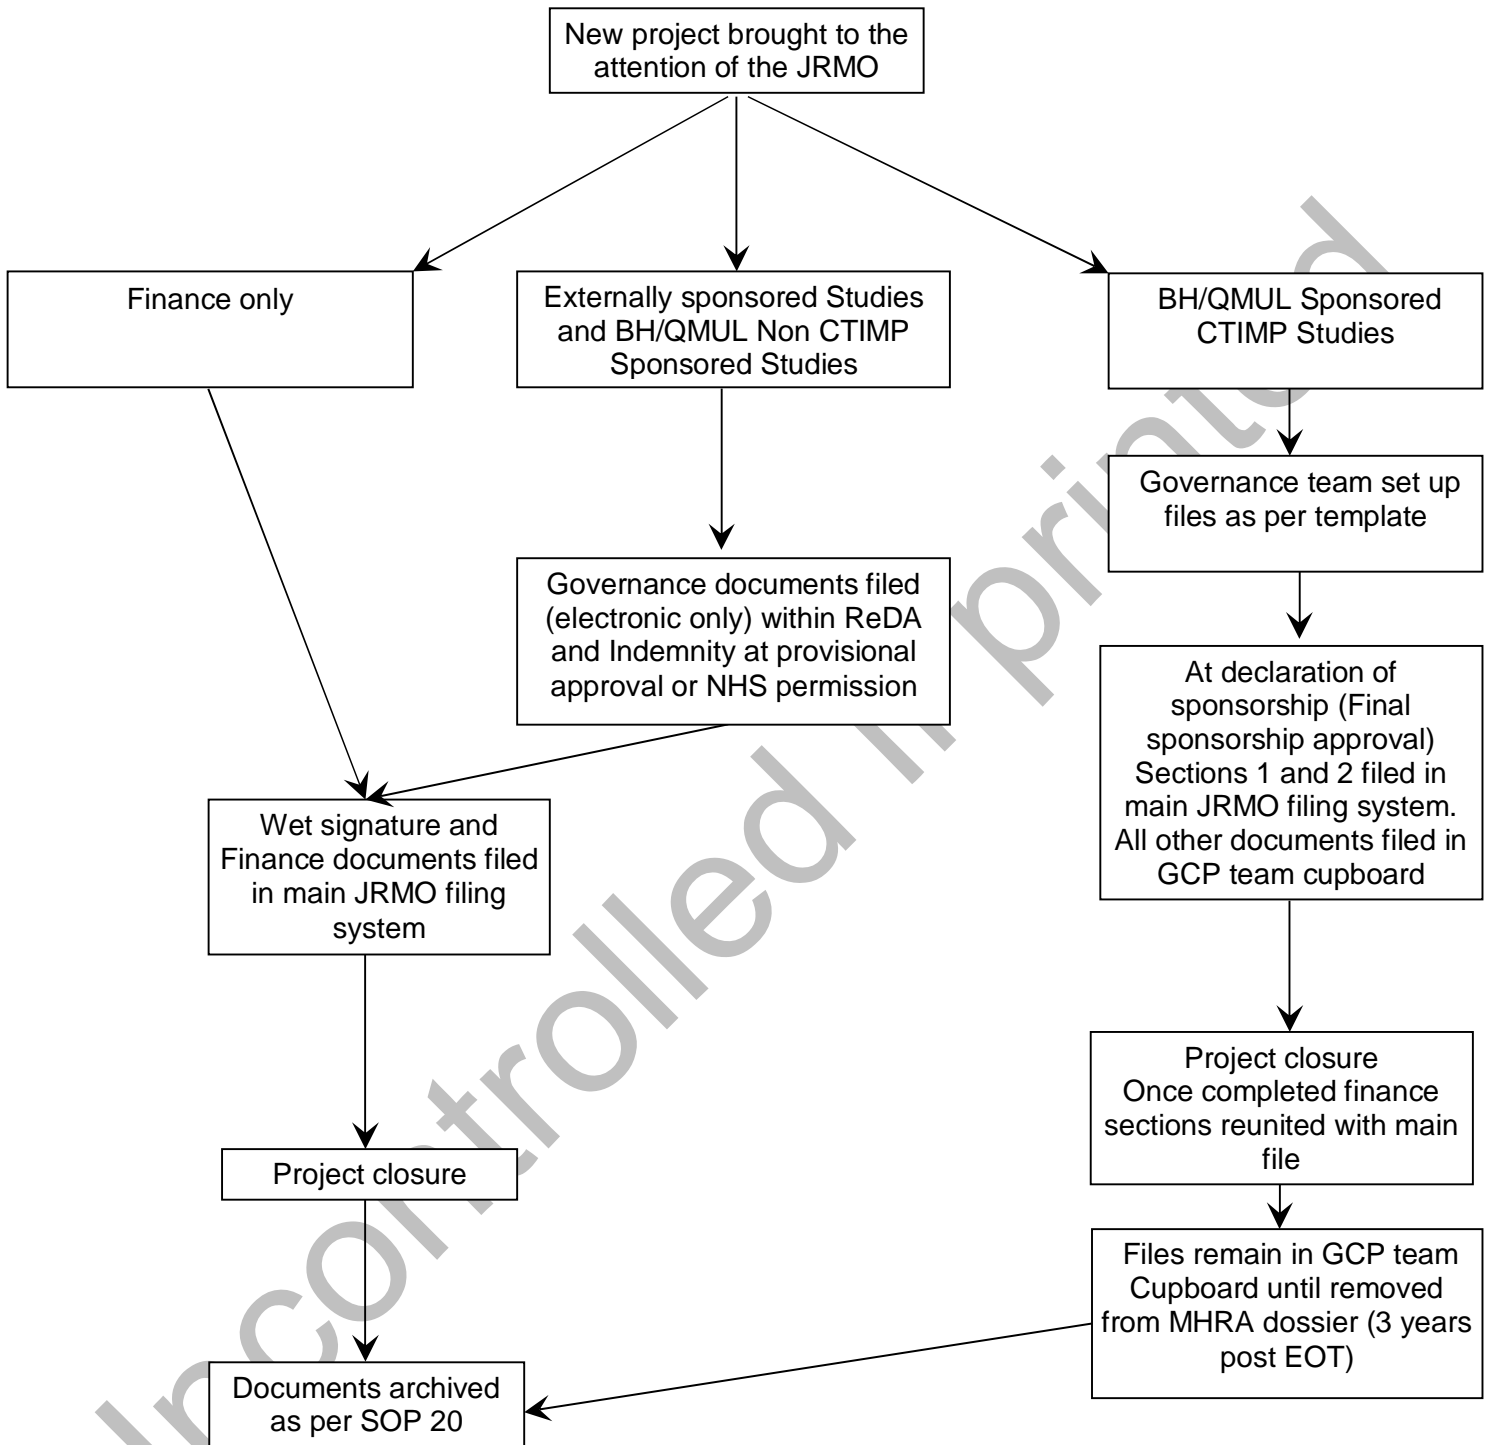 New project brought to the
attention of the JRMO
Finance only
Externally sponsored Studies
and BH/QMUL Non CTIMP
Sponsored Studies
BH/QMUL Sponsored
CTIMP Studies
Governance team set up
files as per template
Governance documents filed
(electronic only) within ReDA
and Indemnity at provisional
approval or NHS permission
At declaration of
sponsorship (Final
sponsorship approval)
Sections 1 and 2 filed in
main JRMO filing system.
All other documents filed in
GCP team cupboard
Wet signature and
Finance documents filed
in main JRMO filing
system
Project closure
Once completed finance
sections reunited with main
file
Project closure
Files remain in GCP team
Cupboard until removed
from MHRA dossier (3 years
post EOT)
Documents archived
as per SOP 20
Uncontrolled if printed